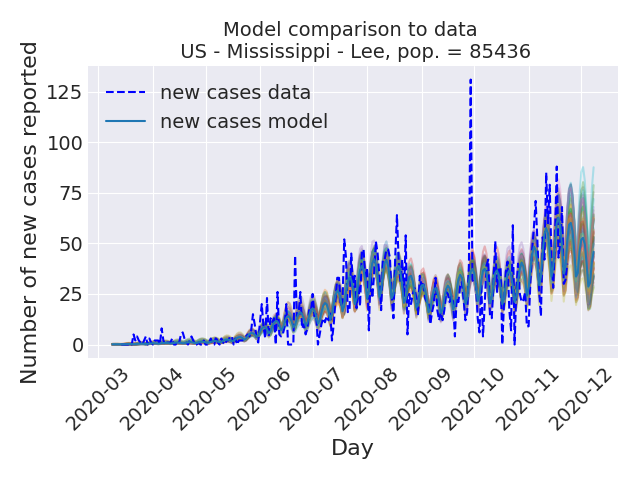 Model comparison to data
US - Mississippi - Lee, pop. = 85436
Number of new cases reported
125
100
75
50
25
0
new cases data
new cases model
2020-03
2020-04
2020-05
2020-06
2020-07
2020-08
2020-09
2020-10
2020-11
2020-12
Day